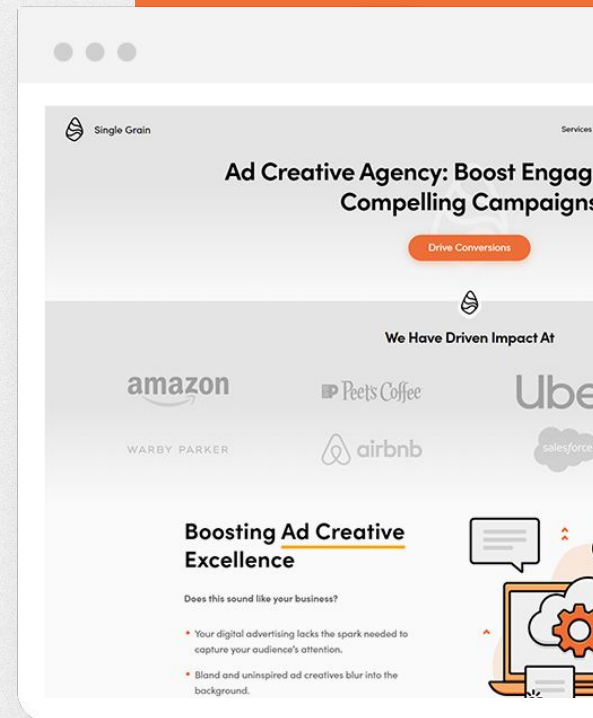 Single Grain
Services
Ad Creative Agency: Boost Engag
Compelling Campaigns
Drive Conversions
We Have Driven Impact At
amazon
Peet's Coffee
Ube
WARBY PARKER
airbnb
salesforce
Boosting Ad Creative
Excellence
Does this sound like your business?
• Your digital advertising lacks the spark needed to
capture your audience's attention.
• Bland and uninspired ad creatives blur into the
background.